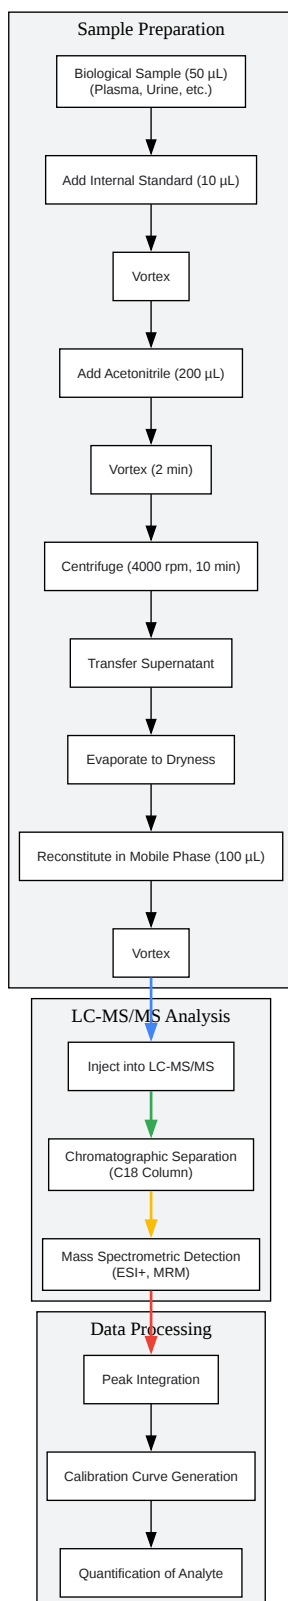 Sample Preparation
Biological Sample (50 µL)
(Plasma, Urine, etc.)
Add Internal Standard (10 µL)
Vortex
Add Acetonitrile (200 µL)
Vortex (2 min)
Centrifuge (4000 rpm, 10 min)
Transfer Supernatant
Evaporate to Dryness
Reconstitute in Mobile Phase (100 µL)
Vortex
LC-MS/MS Analysis
Inject into LC-MS/MS
Chromatographic Separation
(C18 Column)
Mass Spectrometric Detection
(ESI+, MRM)
Data Processing
Peak Integration
Calibration Curve Generation
Quantification of Analyte